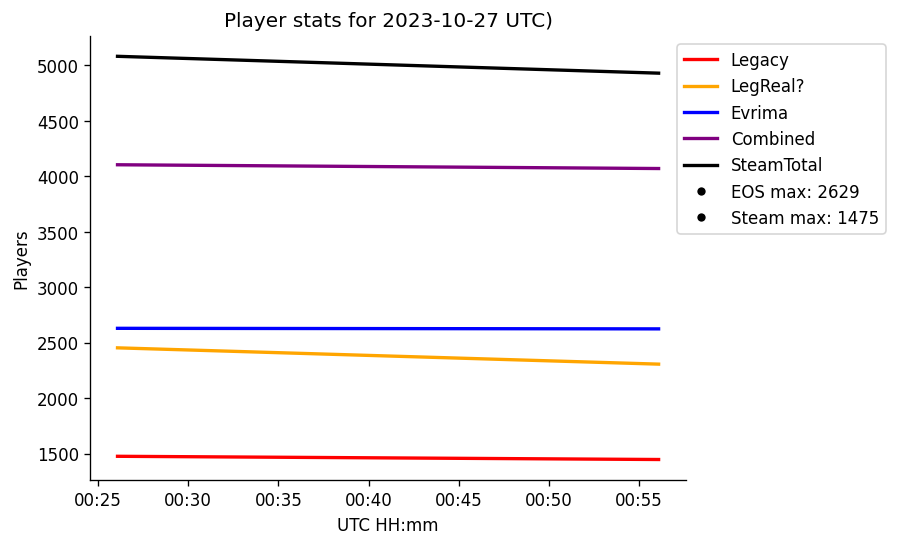 Player stats for 2023-10-27 UTC)
Legacy
LegReal?
Evrima
Combined
SteamTotal
EOS max: 2629
Steam max: 1475
Players
5000
4500
4000
3500
3000
2500
2000
1500
00:25 00:30 00:35 00:40 00:45 00:50 00:55
UTC HH:mm